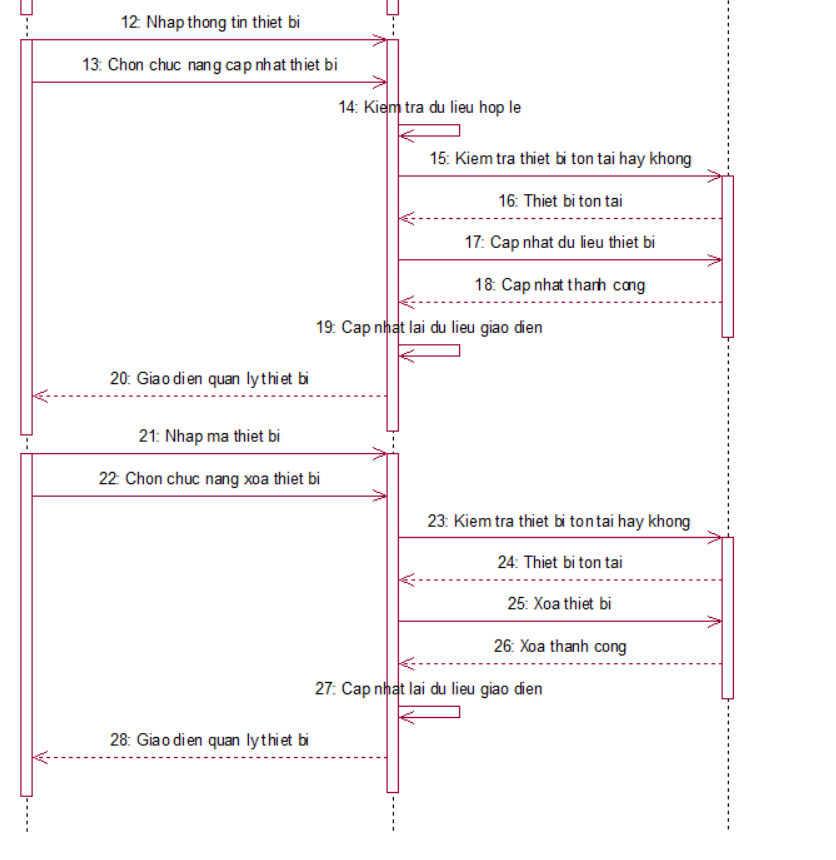 12: Nhap thong tin thiet bi
13: Chon chuc nang cap nhat thiet bi
14: Kiem tra du lieu hop le
15: Kiem tra thiet bi ton tai hay khong
16: Thiet bi ton tai
17: Cap nhat du lieu thiet bi
18: Cap nhat thanh cong
19: Cap nhat lai du lieu giao dien
20: Giao dien quan ly thiet bi
21: Nhap ma thiet bi
22: Chon chuc nang xoa thiet bi
23: Kiem tra thiet bi ton tai hay khong
24: Thiet bi ton tai
25: Xoa thiet bi
26: Xoa thanh cong
27: Cap nhat lai du lieu giao dien
28: Giao dien quan ly thiet bi